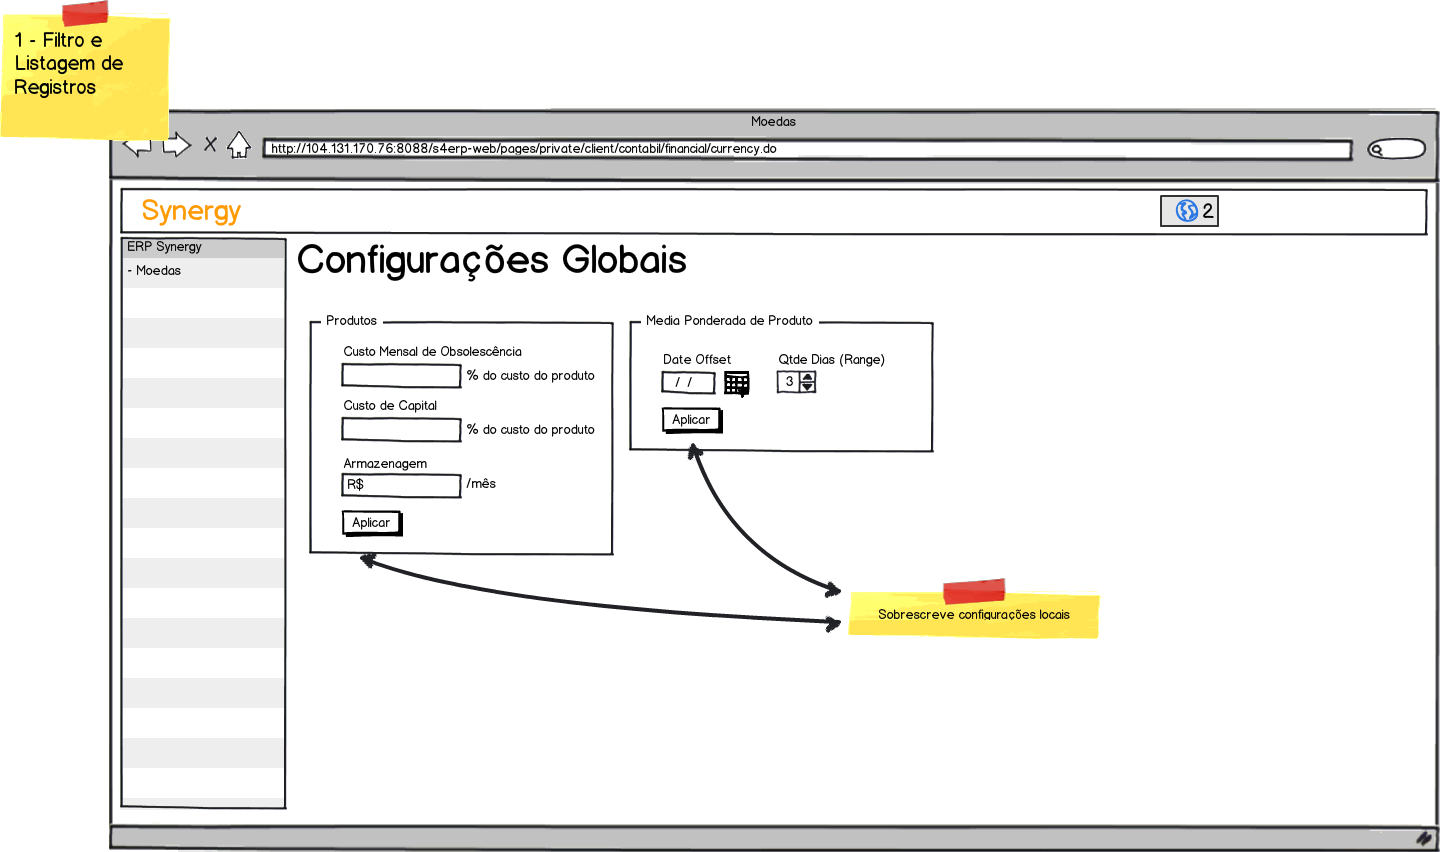 1 - Filtro e
Listagem de
Registros
Moedas
http://104.131.170.76:8088/s4erp-web/pages/private/client/contabil/financial/currency.do
Synergy
2
ERP Synergy
- Moedas
Configurações Globais
Produtos
Custo Mensal de Obsolescência
% do custo do produto
Custo de Capital
% do custo do produto
Armazenagem
R$ /mês
Aplicar
Media Ponderada de Produto
Date Offset
Qtde Dias (Range)
/ /
3
Aplicar
Sobrescreve configurações locais